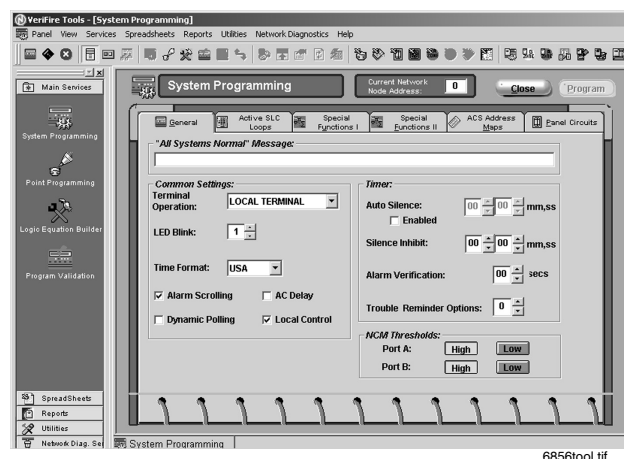 VeriFire Tools - [System Programming]
Panel View Services Spreadsheets Reports Utilities Network Diagnostics Help
Main Services
System Programming
Point Programming
Logic Equation Builder
Program Validation
SpreadSheets
Reports
Utilities
Network Diag. Se
System Programming
Current Network
Node Address: 0
Close
Program
General
Active SLC
Loops
Special
Functions I
Special
Functions II
ACS Address
Maps
Panel Circuits
"All Systems Normal" Message:
Common Settings:
Terminal
Operation: LOCAL TERMINAL
LED Blink: 1
Time Format: USA
Alarm Scrolling
AC Delay
Dynamic Polling
Local Control
Timer:
Auto Silence: 00 00 mm,ss
Enabled
Silence Inhibit: 00 00 mm,ss
Alarm Verification: 00 secs
Trouble Reminder Options: 0
NCM Thresholds:
Port A: High Low
Port B: High Low
System Programming
6856tool.tif